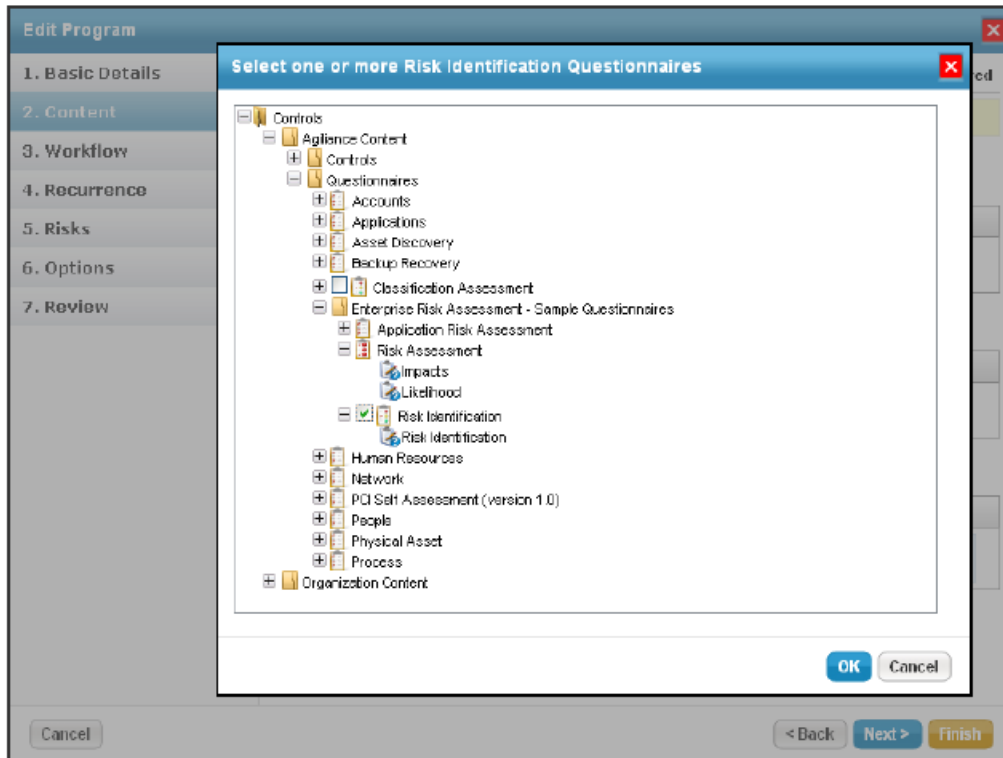 Edit Program
Select one or more Risk Identification Questionnaires
1. Basic Details
2. Content
3. Workflow
4. Recurrence
5. Risks
6. Options
7. Review
Controls
Agiliance Content
Controls
Questionnaires
Accounts
Applications
Asset Discovery
Backup Recovery
Classification Assessment
Enterprise Risk Assessment - Sample Questionnaires
Application Risk Assessment
Risk Assessment
Impacts
Likelihood
Risk Identification
Risk Identification
Human Resources
Network
PCI Self Assessment (version 1.0)
People
Physical Asset
Process
Organization Content
OK Cancel
Cancel < Back Next > Finish